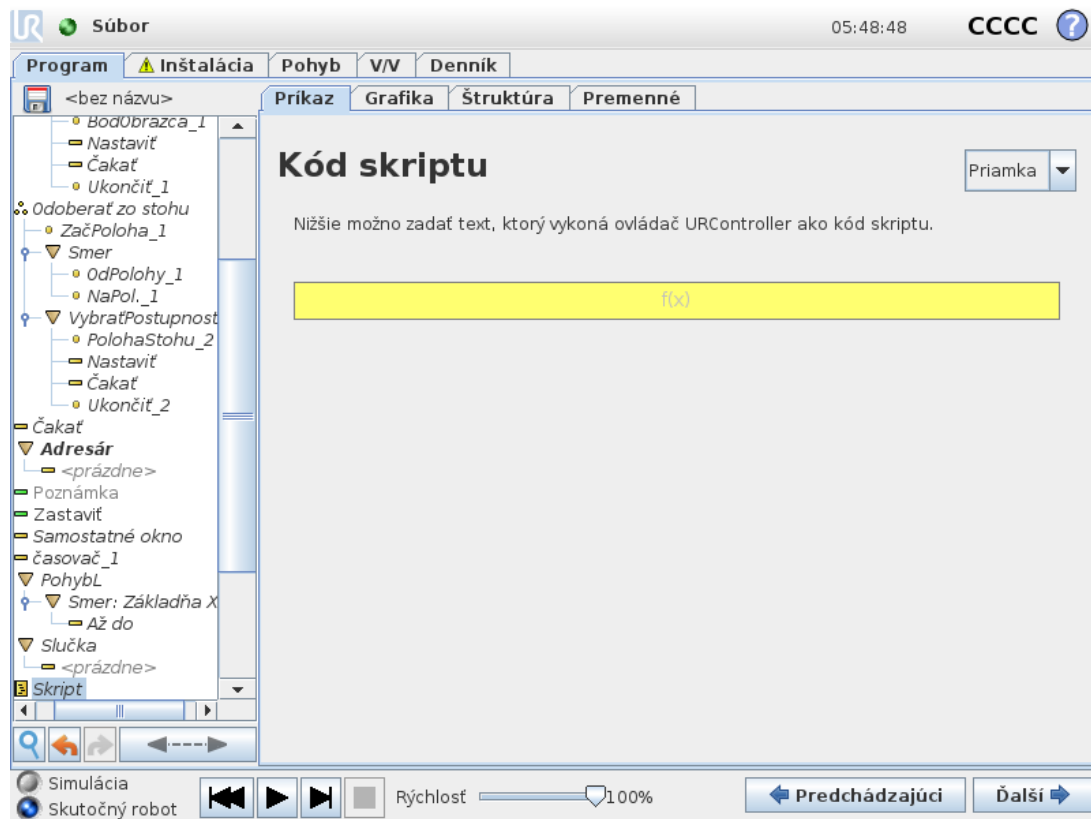 UR Súbor 05:48:48 CCCC ?
Program Inštalácia Pohyb V/V Denník
<bez názvu>
Príkaz Grafika Štruktúra Premenné
BodObrazca_1
Nastaviť
Čakať
Ukončiť_1
Odoberať zo stohu
ZačPoloha_1
Smer
OdPolohy_1
NaPol._1
VybraťPostupnosť
PolohaStohu_2
Nastaviť
Čakať
Ukončiť_2
Čakať
Adresár
<prázdne>
Poznámka
Zastaviť
Samostatné okno
časovač_1
PohybL
Smer: Základňa X
Až do
Slučka
<prázdne>
Skript
Kód skriptu
Priamka
Nižšie možno zadať text, ktorý vykoná ovládač URController ako kód skriptu.
f(x)
Simulácia
Skutočný robot
Rýchlosť 100%
Predchádzajúci Ďalší